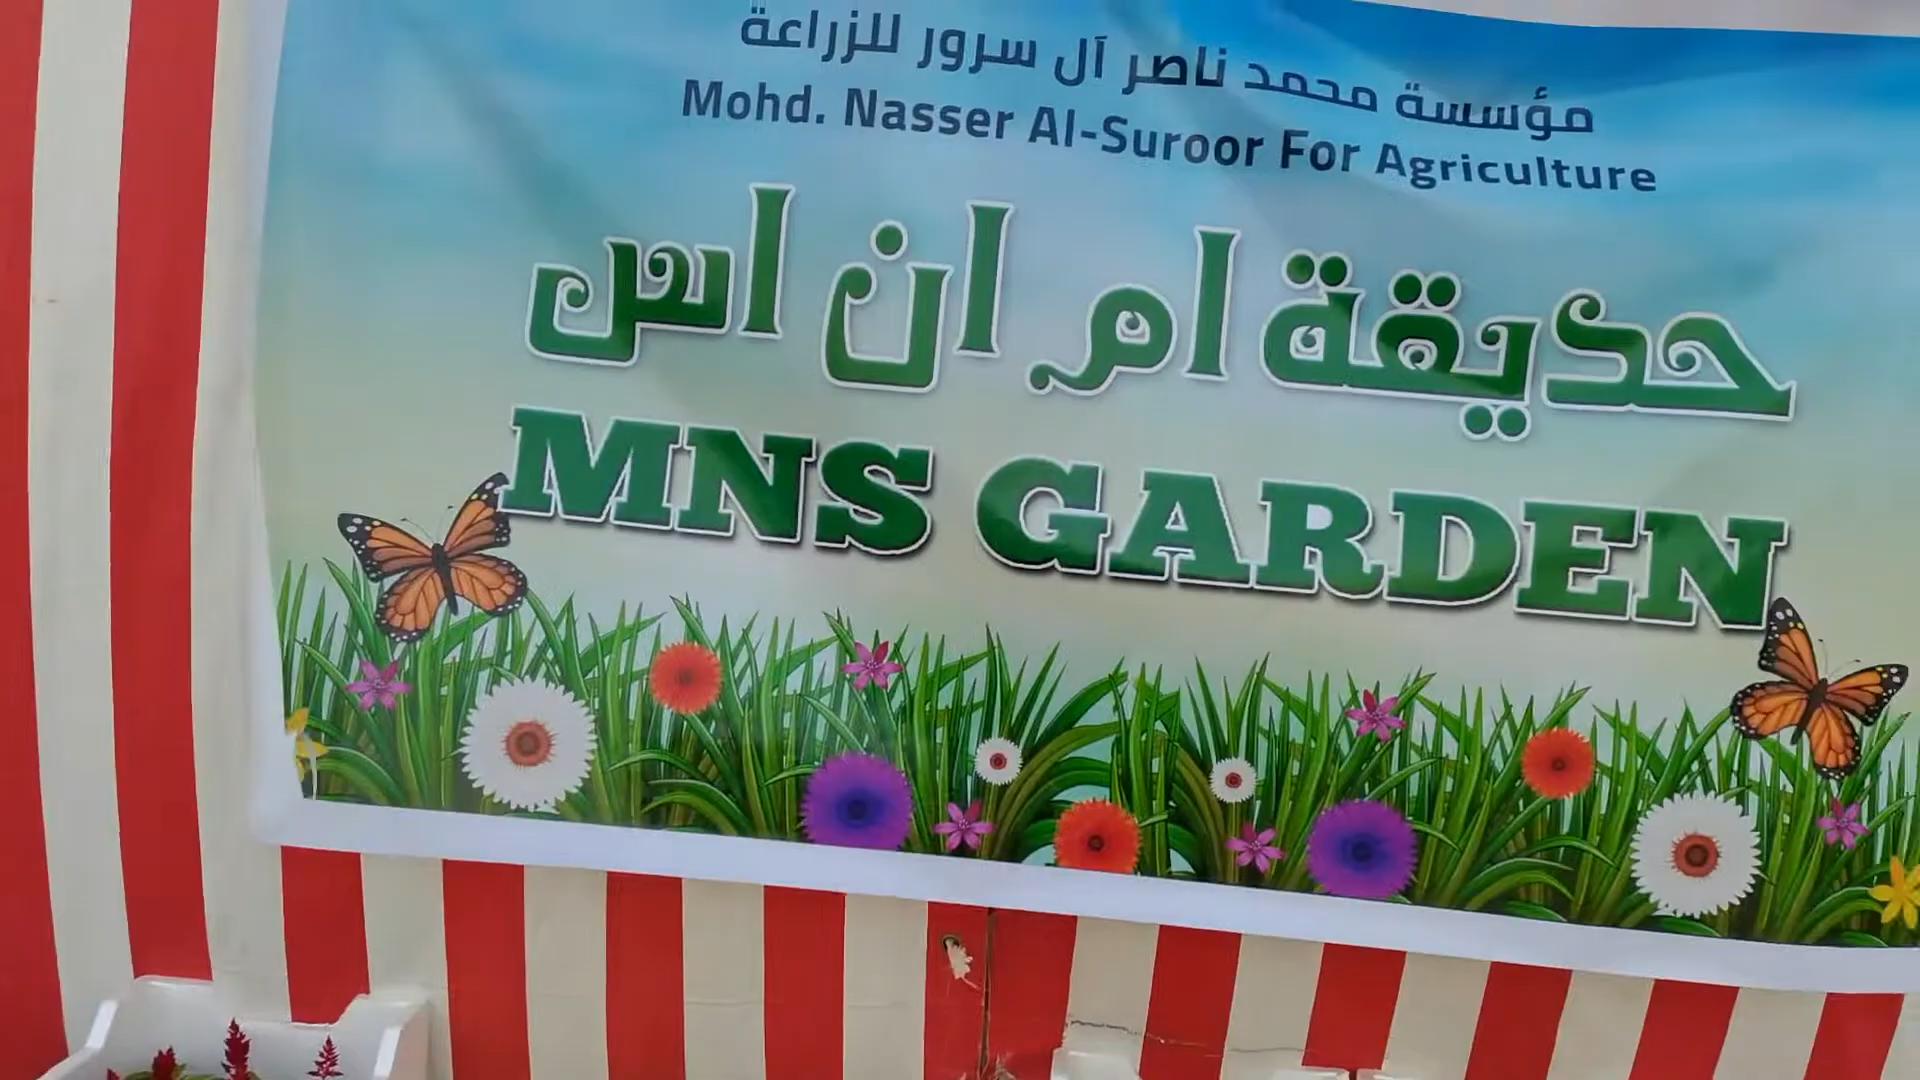 مؤسسة محمد ناصر آل سرور للزراعة
Mohd. Nasser Al-Suroor For Agriculture
حديقة ام ان اس
MNS GARDEN